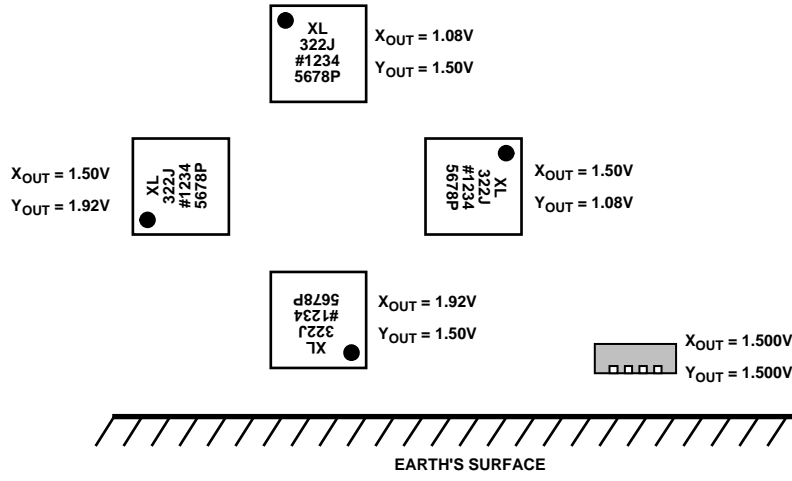 XL
322J
#1234
5678P
XOUT = 1.08V
YOUT = 1.50V
XOUT = 1.50V
YOUT = 1.92V
XL
322J
#1234
5678P
XL
322J
#1234
5678P
XOUT = 1.50V
YOUT = 1.08V
XL
322J
#1234
5678P
XOUT = 1.92V
YOUT = 1.50V
XOUT = 1.500V
YOUT = 1.500V
EARTH'S SURFACE